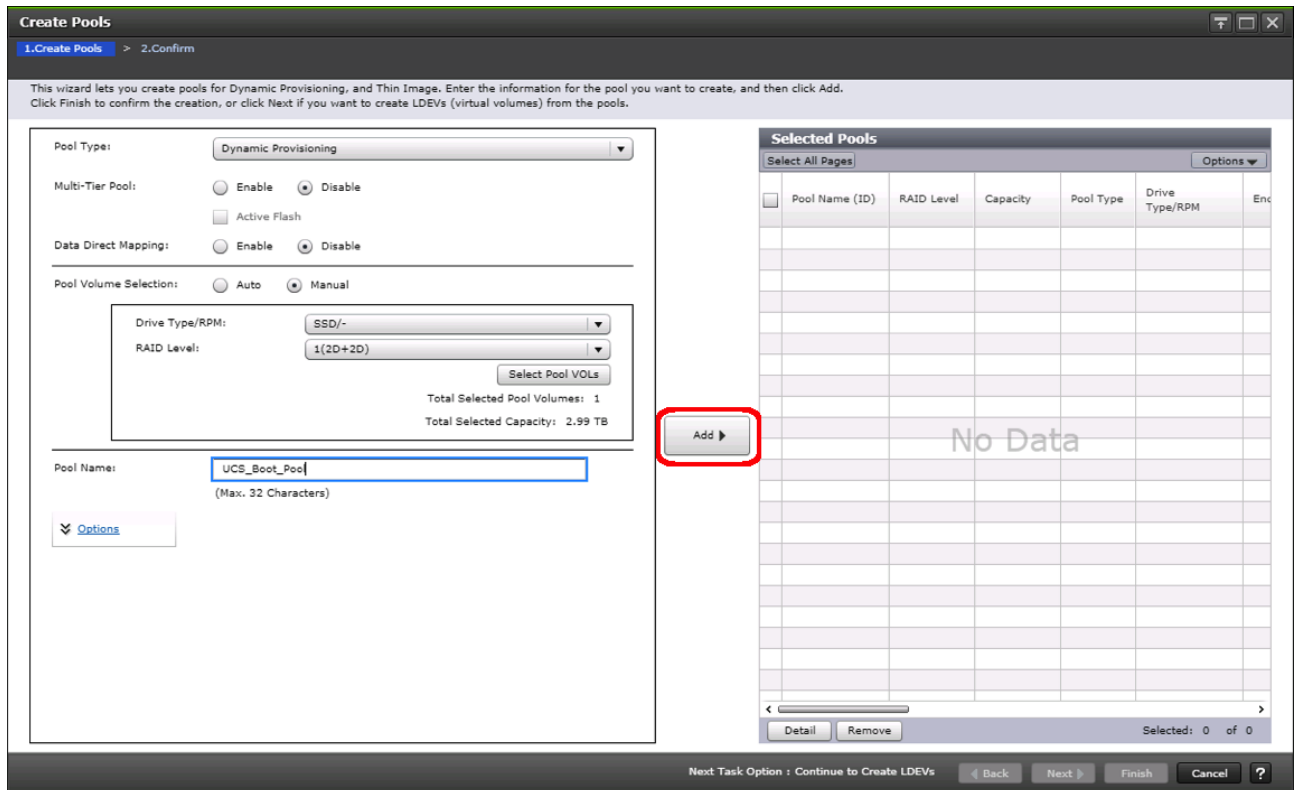 Create Pools
1.Create Pools > 2.Confirm
This wizard lets you create pools for Dynamic Provisioning, and Thin Image. Enter the information for the pool you want to create, and then click Add.
Click Finish to confirm the creation, or click Next if you want to create LDEVs (virtual volumes) from the pools.
Pool Type: Dynamic Provisioning
Multi-Tier Pool: Enable Disable
Active Flash
Data Direct Mapping: Enable Disable
Pool Volume Selection: Auto Manual
Drive Type/RPM: SSD/-
RAID Level: 1(2D+2D)
Select Pool VOLs
Total Selected Pool Volumes: 1
Total Selected Capacity: 2.99 TB
Pool Name: UCS_Boot_Pool
(Max. 32 Characters)
Options
Add
Selected Pools
Select All Pages Options
Pool Name (ID) RAID Level Capacity Pool Type Drive Type/RPM Enc
No Data
Detail Remove Selected: 0 of 0
Next Task Option : Continue to Create LDEVs Back Next Finish Cancel ?